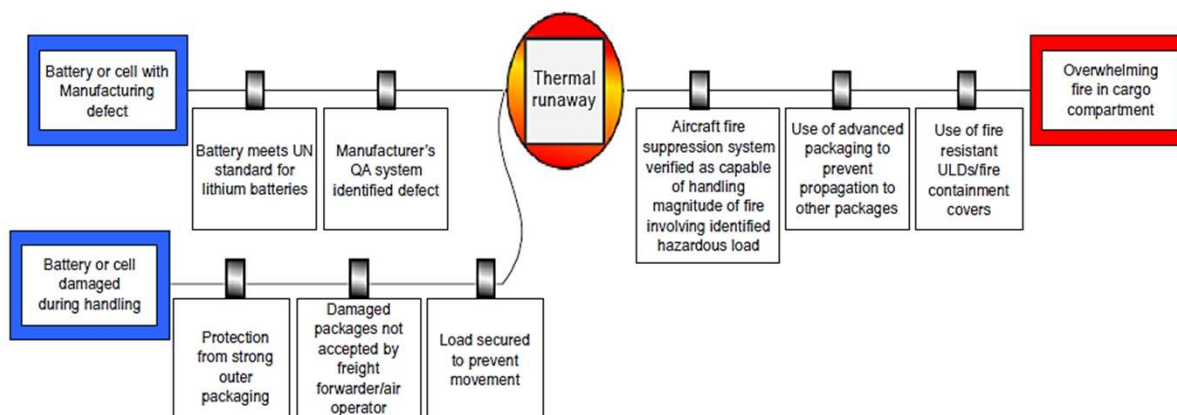 Battery or cell with
Manufacturing
defect
Battery meets UN
standard for
lithium batteries
Manufacturer's
QA system
identified defect
Thermal
runaway
Aircraft fire
suppression system
verified as capable
of handling
magnitude of fire
involving identified
hazardous load
Use of advanced
packaging to
prevent
propagation to
other packages
Use of fire
resistant
ULDs/fire
containment
covers
Overwhelming
fire in cargo
compartment
Battery or cell
damaged
during handling
Protection
from strong
outer
packaging
Damaged
packages not
accepted by
freight
forwarder/air
operator
Load secured
to prevent
movement